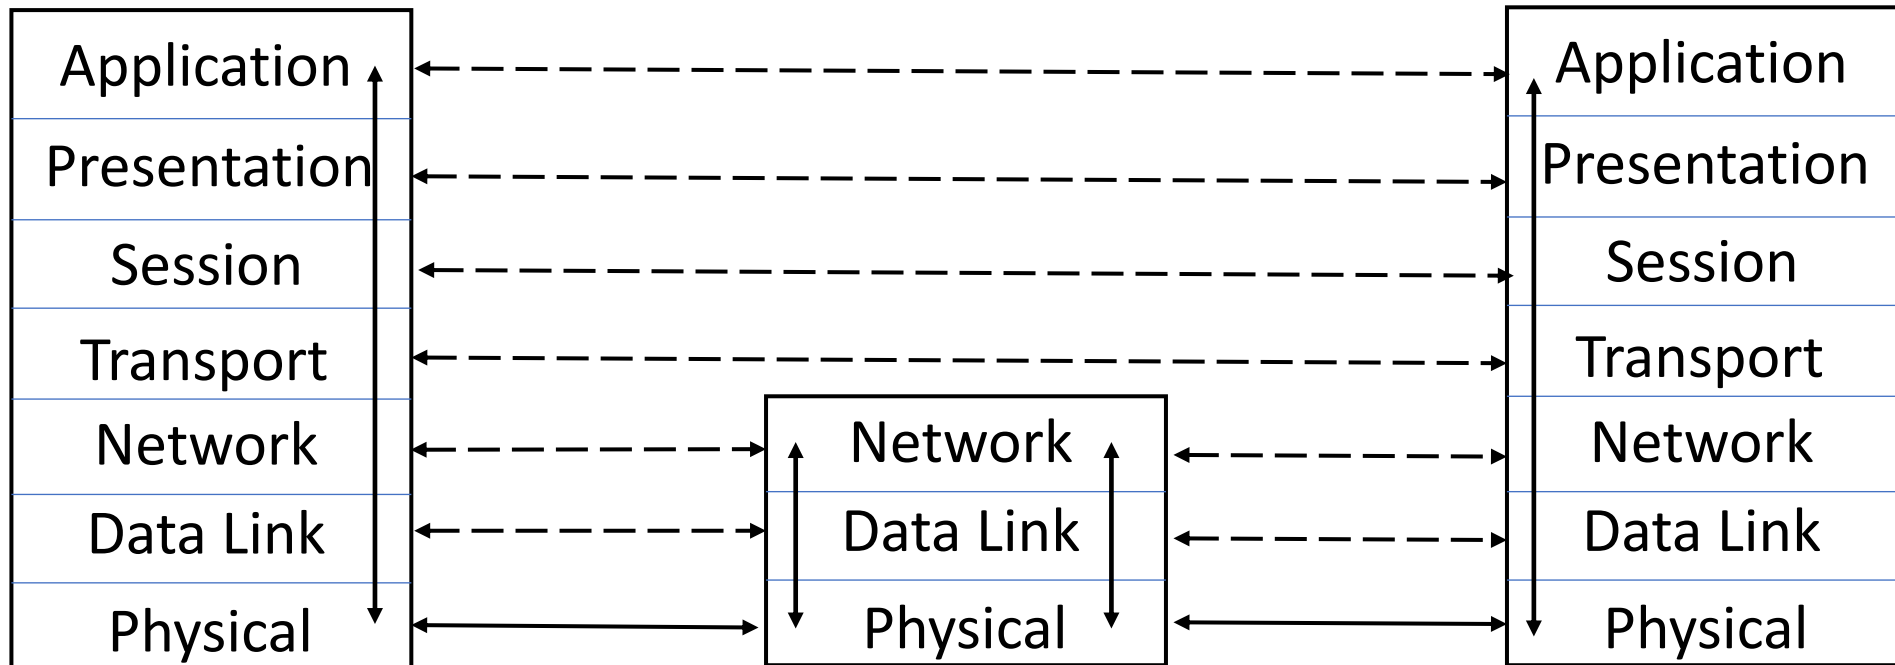 Application
Presentation
Session
Transport
Network
Data Link
Physical
Network
Data Link
Physical
Application
Presentation
Session
Transport
Network
Data Link
Physical